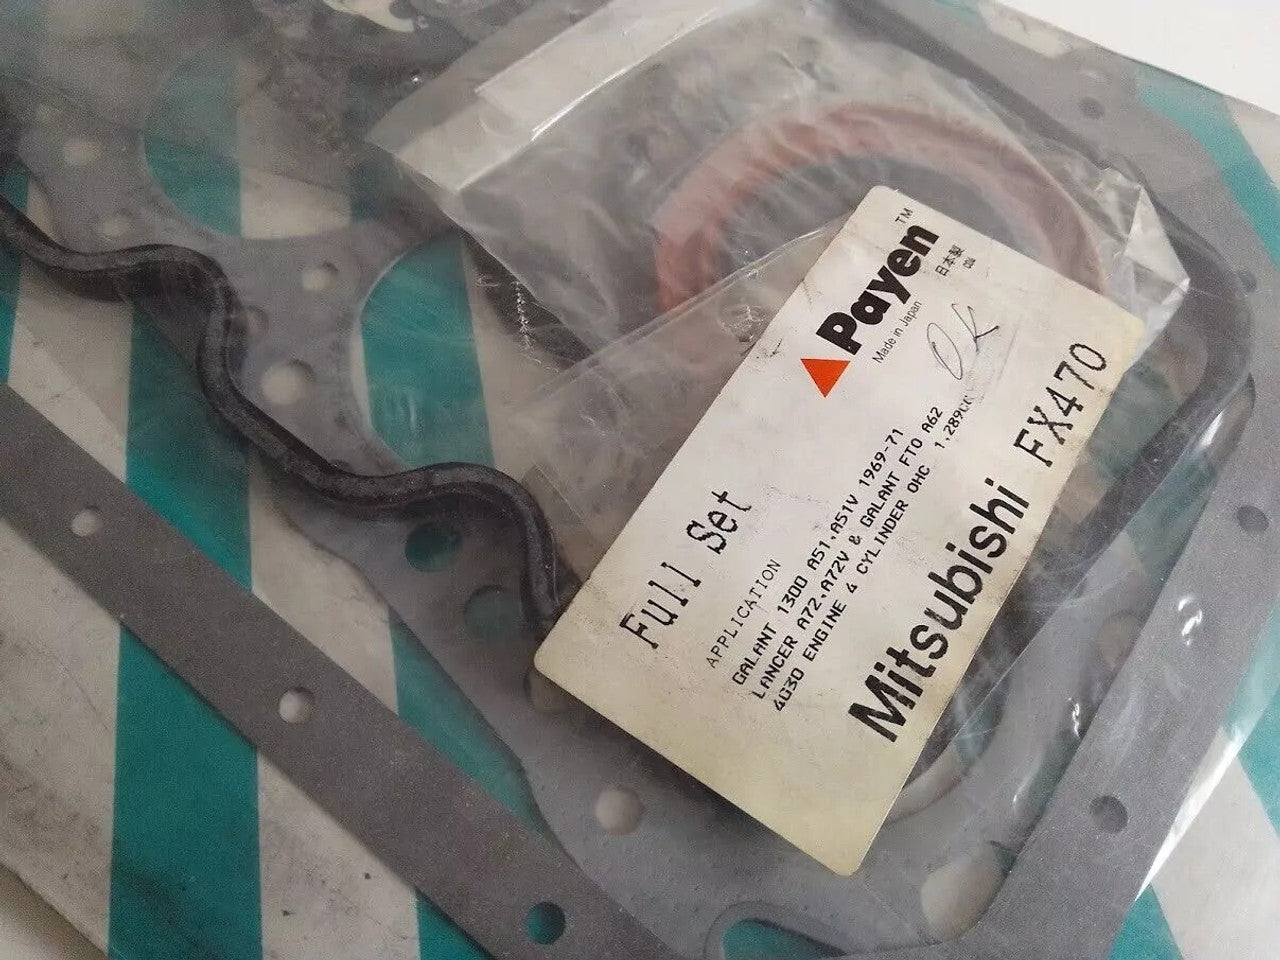 Payen™
Made in Japan
日本製
OK
Full Set FX470
APPLICATION
GALANT 1300 A51,A51V 1969-71
LANCER A72,A72V & GALANT FTO A62
4G30 ENGINE 4 CYLINDER OHC 1,289cc
Mitsubishi